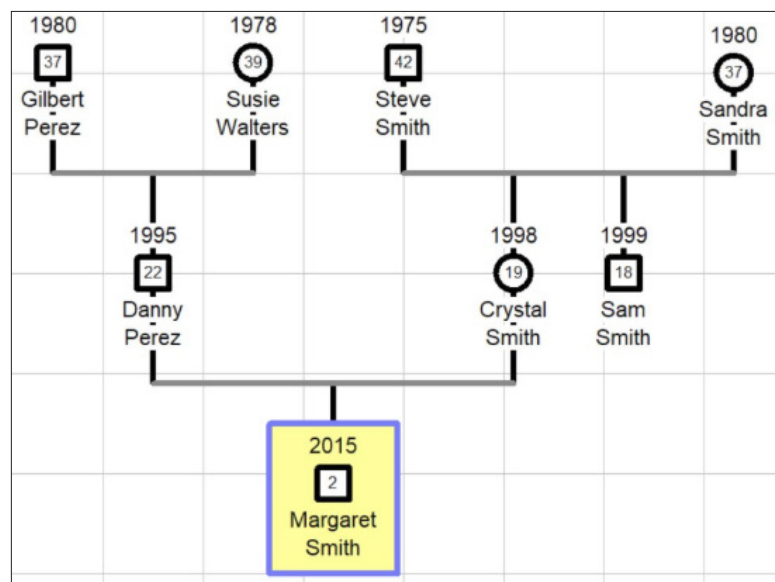 1980
37
Gilbert
Perez
1978
39
Susie
Walters
1975
42
Steve
Smith
1980
37
Sandra
Smith
1995
22
Danny
Perez
1998
19
Crystal
Smith
1999
18
Sam
Smith
2015
2
Margaret
Smith